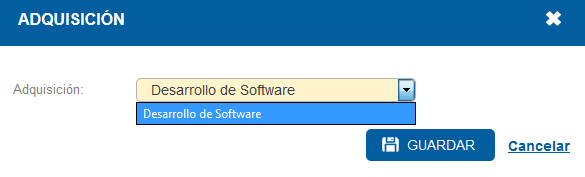 ADQUISICIÓN
Adquisición:
Desarrollo de Software
Desarrollo de Software
GUARDAR
Cancelar